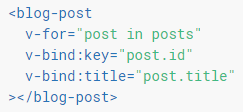 <blog-post
  v-for="post in posts"
  v-bind:key="post.id"
  v-bind:title="post.title"
></blog-post>